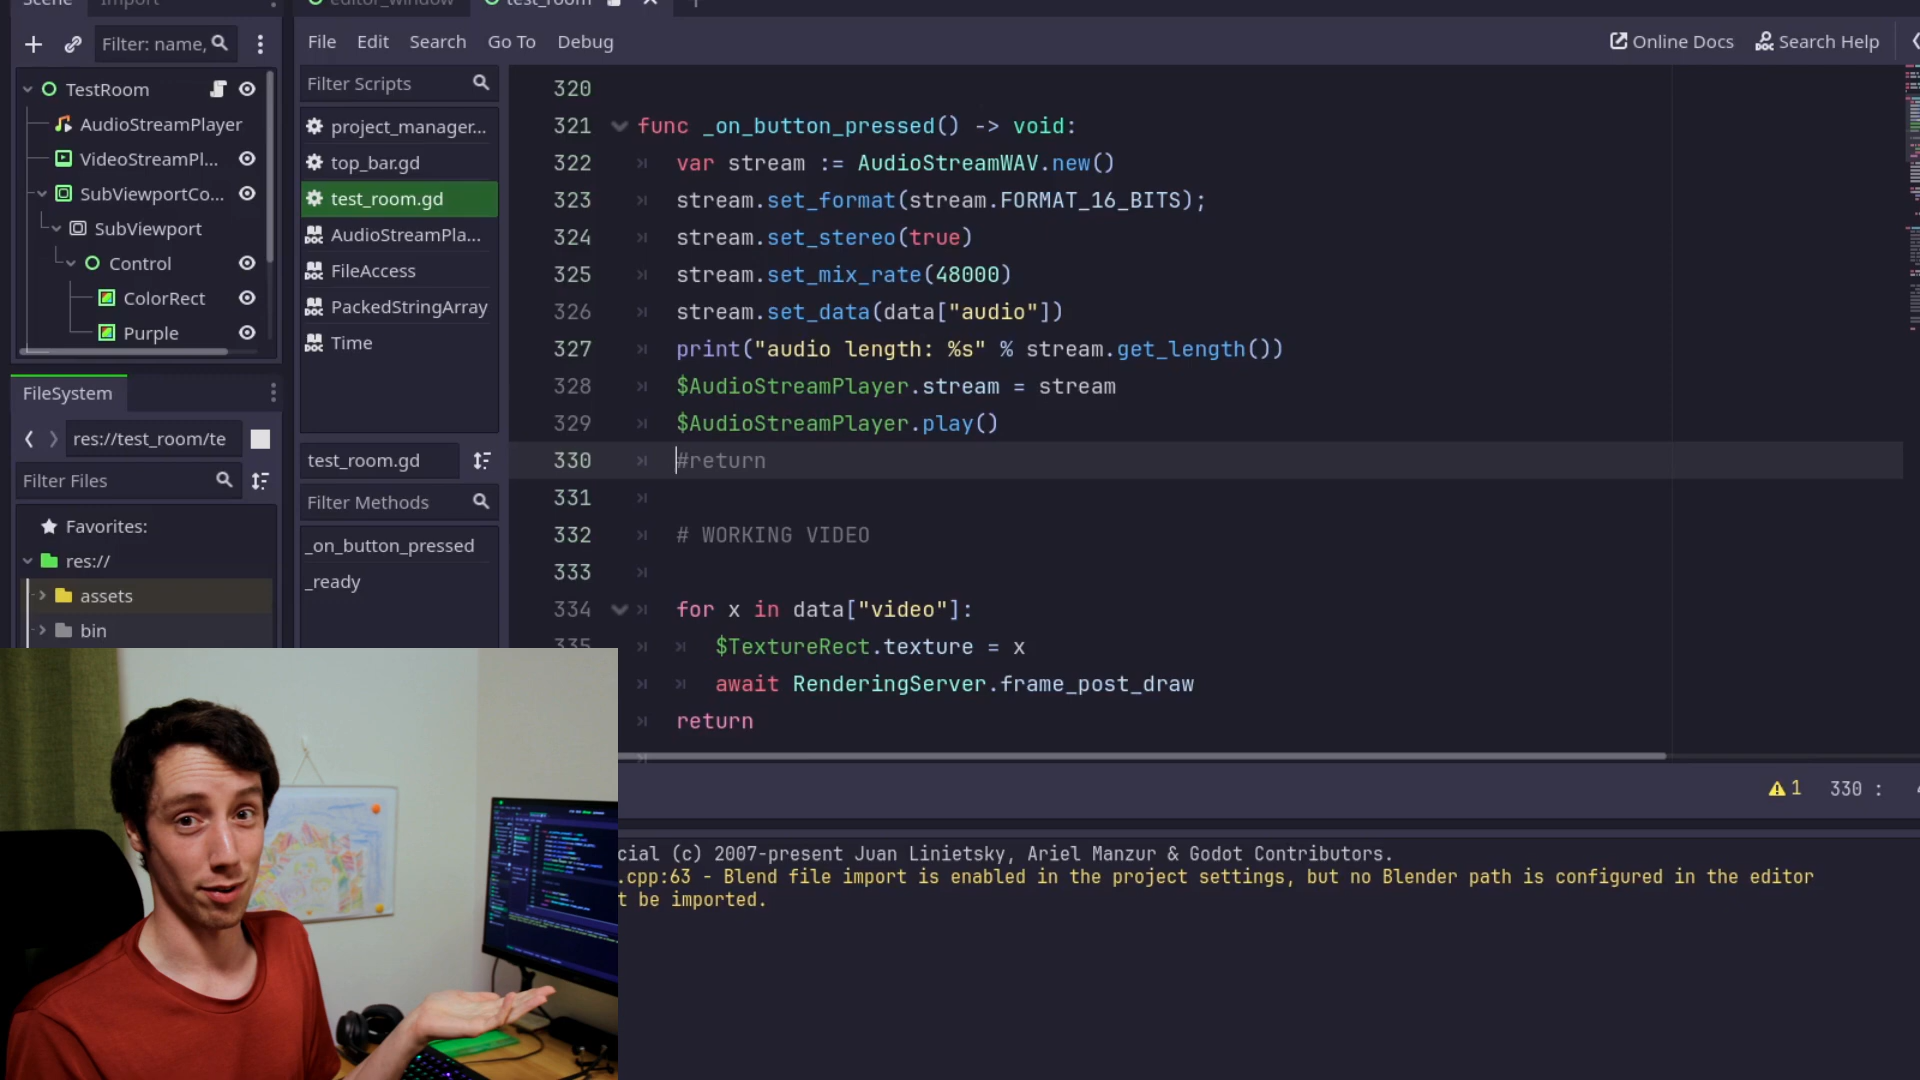 Scene Import
editor_window test_room
Filter: name,
File Edit Search Go To Debug
Online Docs Search Help
TestRoom
AudioStreamPlayer
VideoStreamPl...
SubViewportCo...
SubViewport
Control
ColorRect
Purple
FileSystem
res://test_room/te
Filter Files
Favorites:
res://
assets
bin
Filter Scripts
project_manager...
top_bar.gd
test_room.gd
AudioStreamPla...
FileAccess
PackedStringArray
Time
test_room.gd
Filter Methods
_on_button_pressed
_ready
320
321 func _on_button_pressed() -> void:
322 var stream := AudioStreamWAV.new()
323 stream.set_format(stream.FORMAT_16_BITS);
324 stream.set_stereo(true)
325 stream.set_mix_rate(48000)
326 stream.set_data(data["audio"])
327 print("audio length: %s" % stream.get_length())
328 $AudioStreamPlayer.stream = stream
329 $AudioStreamPlayer.play()
330 #return
331
332 # WORKING VIDEO
333
334 for x in data["video"]:
335 $TextureRect.texture = x
await RenderingServer.frame_post_draw
return
1 330 :
cial (c) 2007-present Juan Linietsky, Ariel Manzur & Godot Contributors.
.cpp:63 - Blend file import is enabled in the project settings, but no Blender path is configured in the editor
t be imported.